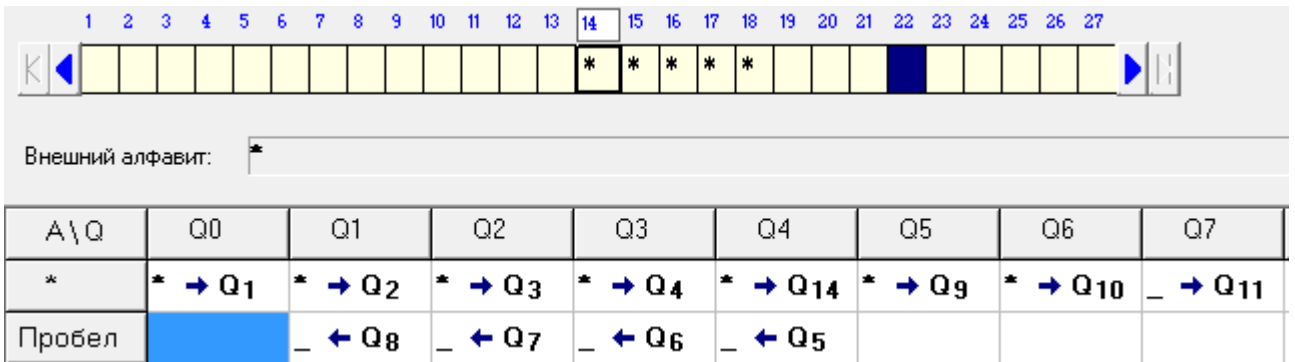 1 2 3 4 5 6 7 8 9 10 11 12 13 14 15 16 17 18 19 20 21 22 23 24 25 26 27
* * * * *
Внешний алфавит: *
A\Q Q0 Q1 Q2 Q3 Q4 Q5 Q6 Q7
* * → Q1 * → Q2 * → Q3 * → Q4 * → Q14 * → Q9 * → Q10 _ → Q11
Пробел _ ← Q8 _ ← Q7 _ ← Q6 _ ← Q5